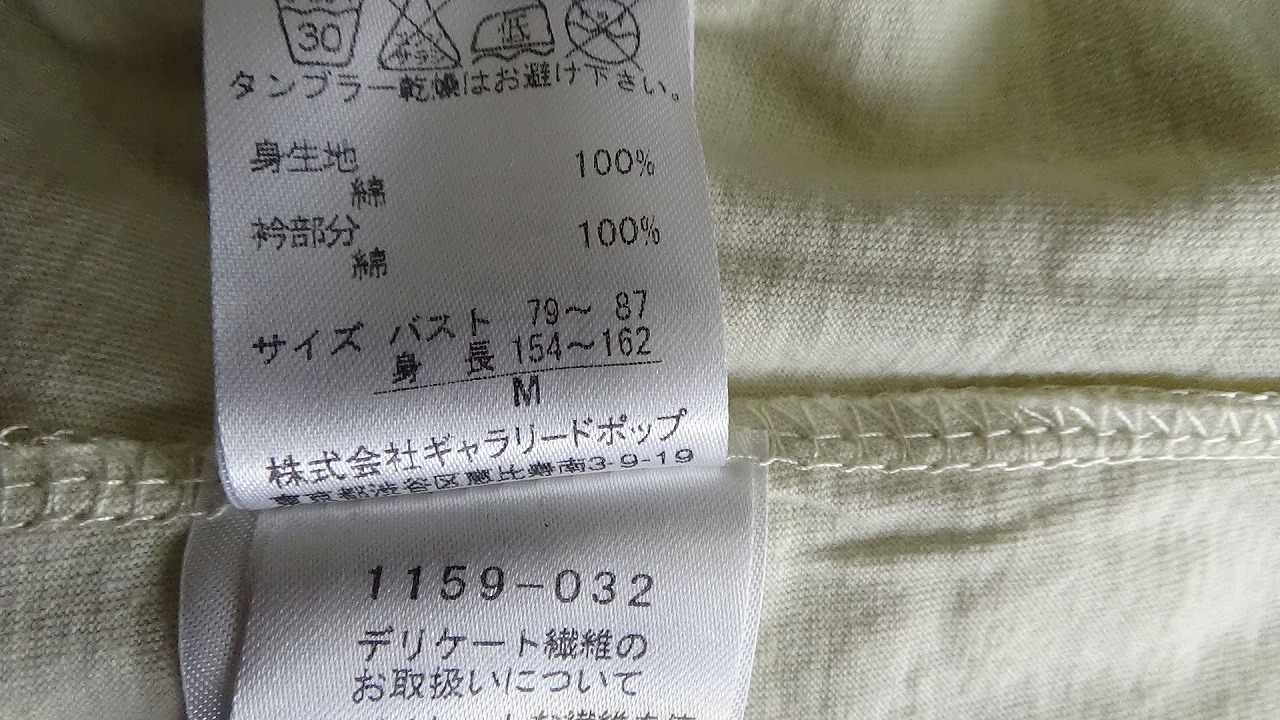 30
低
タンブラー乾燥はお避け下さい。
身生地 100%
綿
衿部分 100%
綿
サイズ バスト 79〜 87
身 長 154〜162
M
株式会社ギャラリードポップ
東京都渋谷区恵比寿南3-9-19
1159-032
デリケート繊維の
お取扱いについて